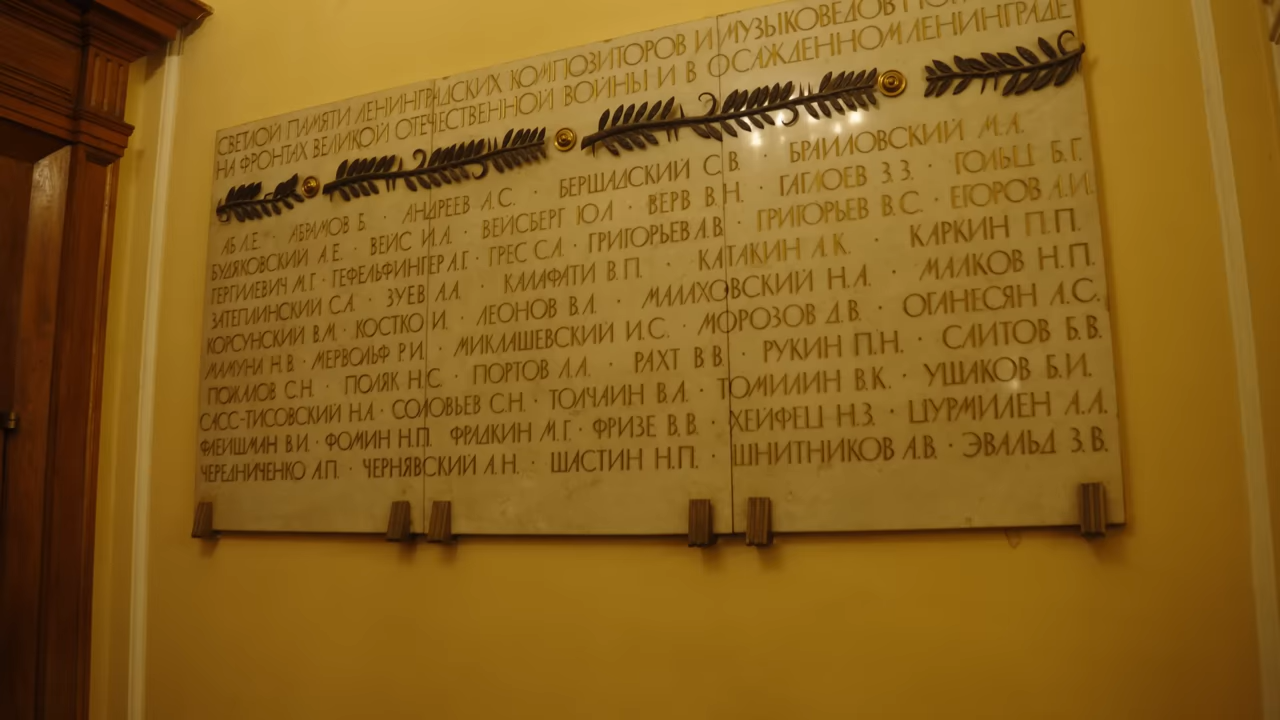 СВЕТЛОЙ ПАМЯТИ ЛЕНИНГРАДСКИХ КОМПОЗИТОРОВ И МУЗЫКОВЕДОВ
НА ФРОНТАХ ВЕЛИКОЙ ОТЕЧЕСТВЕННОЙ ВОЙНЫ И В ОСАЖДЕННОМ ЛЕНИНГРАДЕ
АБ Л.Е. · АБРАМОВ Б. · АНДРЕЕВ А.С. · БЕРШАДСКИЙ С.В. · БРАИЛОВСКИЙ М.А.
БУДЯКОВСКИЙ А.Е. · ВЕЙС И.А. · ВЕЙСБЕРГ Ю.Л · ВЕРВ В.Н. · ГАГЛОЕВ З.З. · ГОЛЬЦ Б.Г.
ГЕРГИЛЕВИЧ М.Г. · ГЕФЕЛЬФИНГЕР А.Г. · ГРЕС С.А. · ГРИГОРЬЕВ А.В. · ГРИГОРЬЕВ В.С. · ЕГОРОВ А.И.
ЗАТЕПЛИНСКИЙ С.А. · ЗУЕВ А.А. · КАЛАФАТИ В.П. · КАТАКИН А.К. · КАРКИН П.П.
КОРСУНСКИЙ В.М. · КОСТКО И. · ЛЕОНОВ В.Л. · МАЛАХОВСКИЙ Н.А. · МАЛКОВ Н.П.
МАМУНА Н.В. · МЕРВОЛЬФ Р.И. · МИКЛАШЕВСКИЙ И.С. · МОРОЗОВ Д.В. · ОГАНЕСЯН А.С.
ПОЖЛАОВ С.Н. · ПОЛЯК Н.С. · ПОРТОВ А.А. · РАХТ В.В. · РУКИН П.Н. · САИТОВ Б.В.
САСС-ТИСОВСКИЙ Н.А. · СОЛОВЬЕВ С.Н. · ТОЛЧАИН В.А. · ТОМИЛИН В.К. · УШАКОВ Б.И.
ФЛЕЙШМАН В.И. · ФОМИН Н.П. ФРАДКИН М.Г. · ФРИЗЕ В.В. · ХЕЙФЕЦ Н.З. · ЦУРМИЛЕН А.А.
ЧЕРЕДНИЧЕНКО А.П. · ЧЕРНЯВСКИЙ А.Н. · ШАСТИН Н.П. · ШНИТНИКОВ А.В. · ЭВАЛЬД З.В.